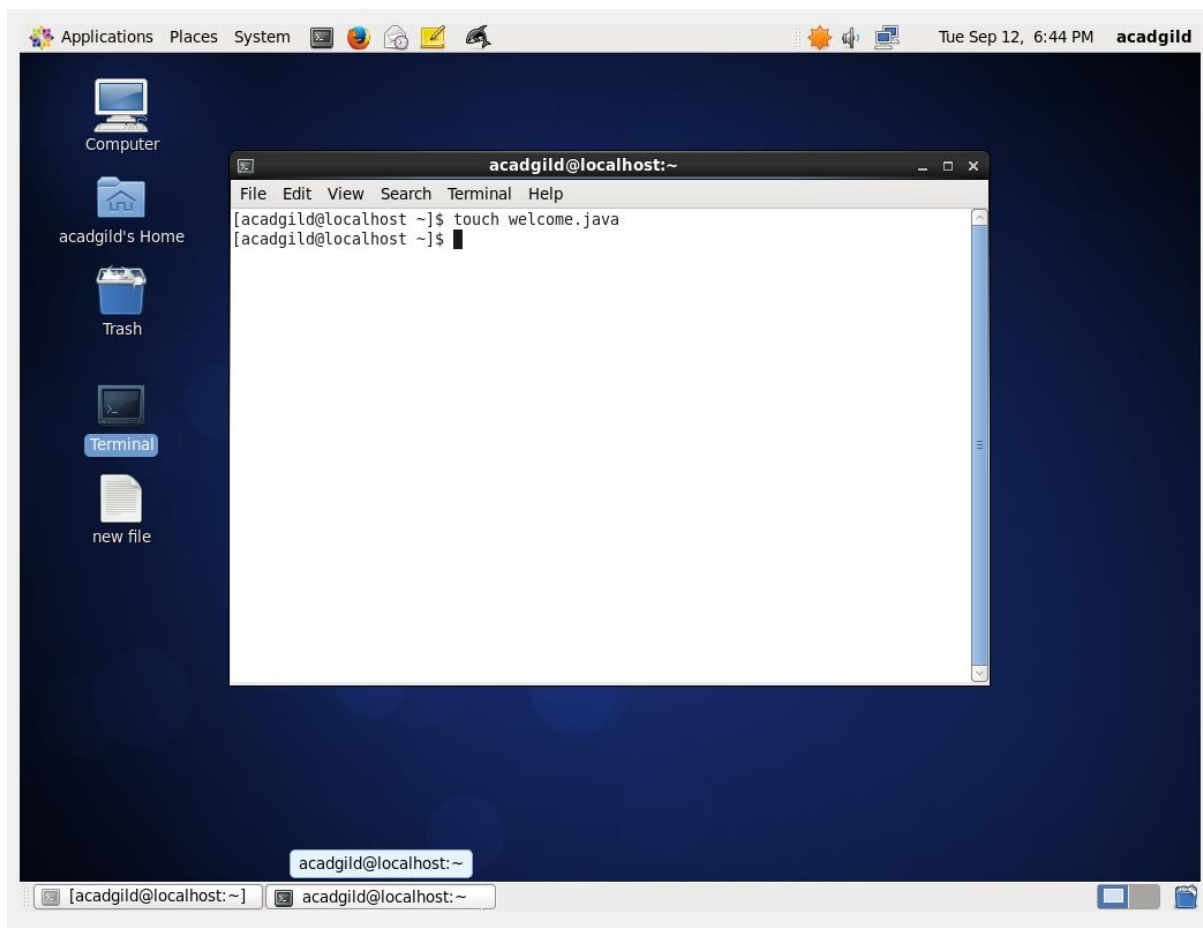 Applications Places System Tue Sep 12, 6:44 PM acadgild
Computer
acadgild's Home
Trash
Terminal
new file
acadgild@localhost:~
File Edit View Search Terminal Help
[acadgild@localhost ~]$ touch welcome.java
[acadgild@localhost ~]$
acadgild@localhost:~
[acadgild@localhost:~] acadgild@localhost:~